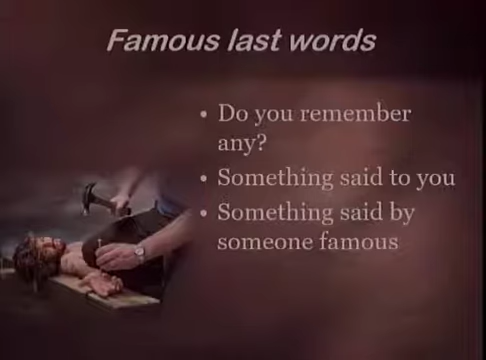 Famous last words
• Do you remember
any?
• Something said to you
• Something said by
someone famous